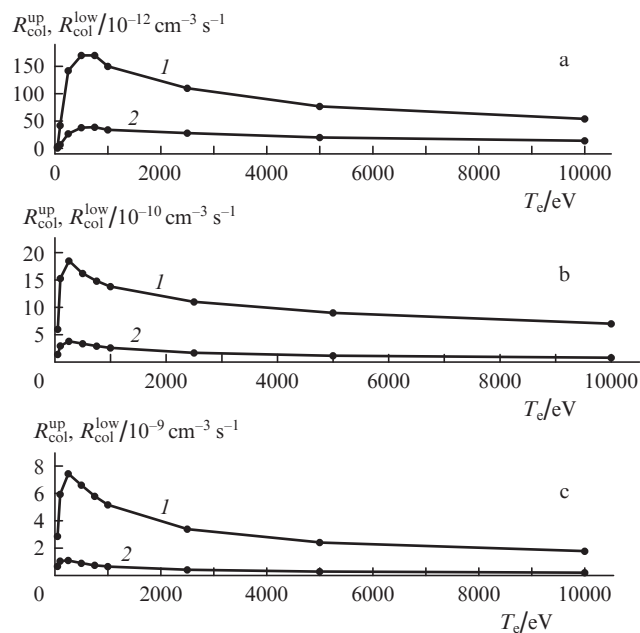 R_col^up, R_col^low/10^–12 cm^–3 s^–1
a
150
1
100
50
2
0
0 2000 4000 6000 8000 10000
T_e/eV
R_col^up, R_col^low/10^–10 cm^–3 s^–1
20
b
15
1
10
5
2
0 2000 4000 6000 8000 10000
T_e/eV
R_col^up, R_col^low/10^–9 cm^–3 s^–1
8
c
6
1
4
2
2
0 2000 4000 6000 8000 10000
T_e/eV